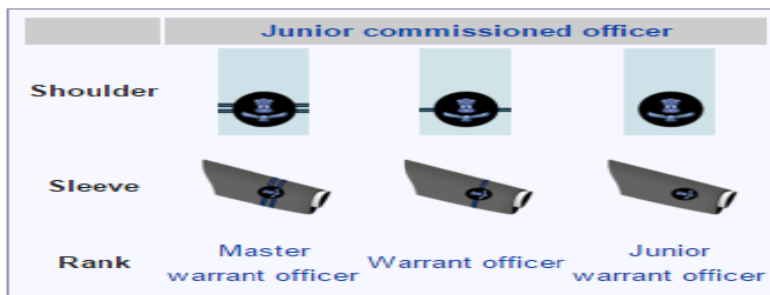 Junior commissioned officer
Shoulder
Sleeve
Rank
Master
warrant officer
Warrant officer
Junior
warrant officer